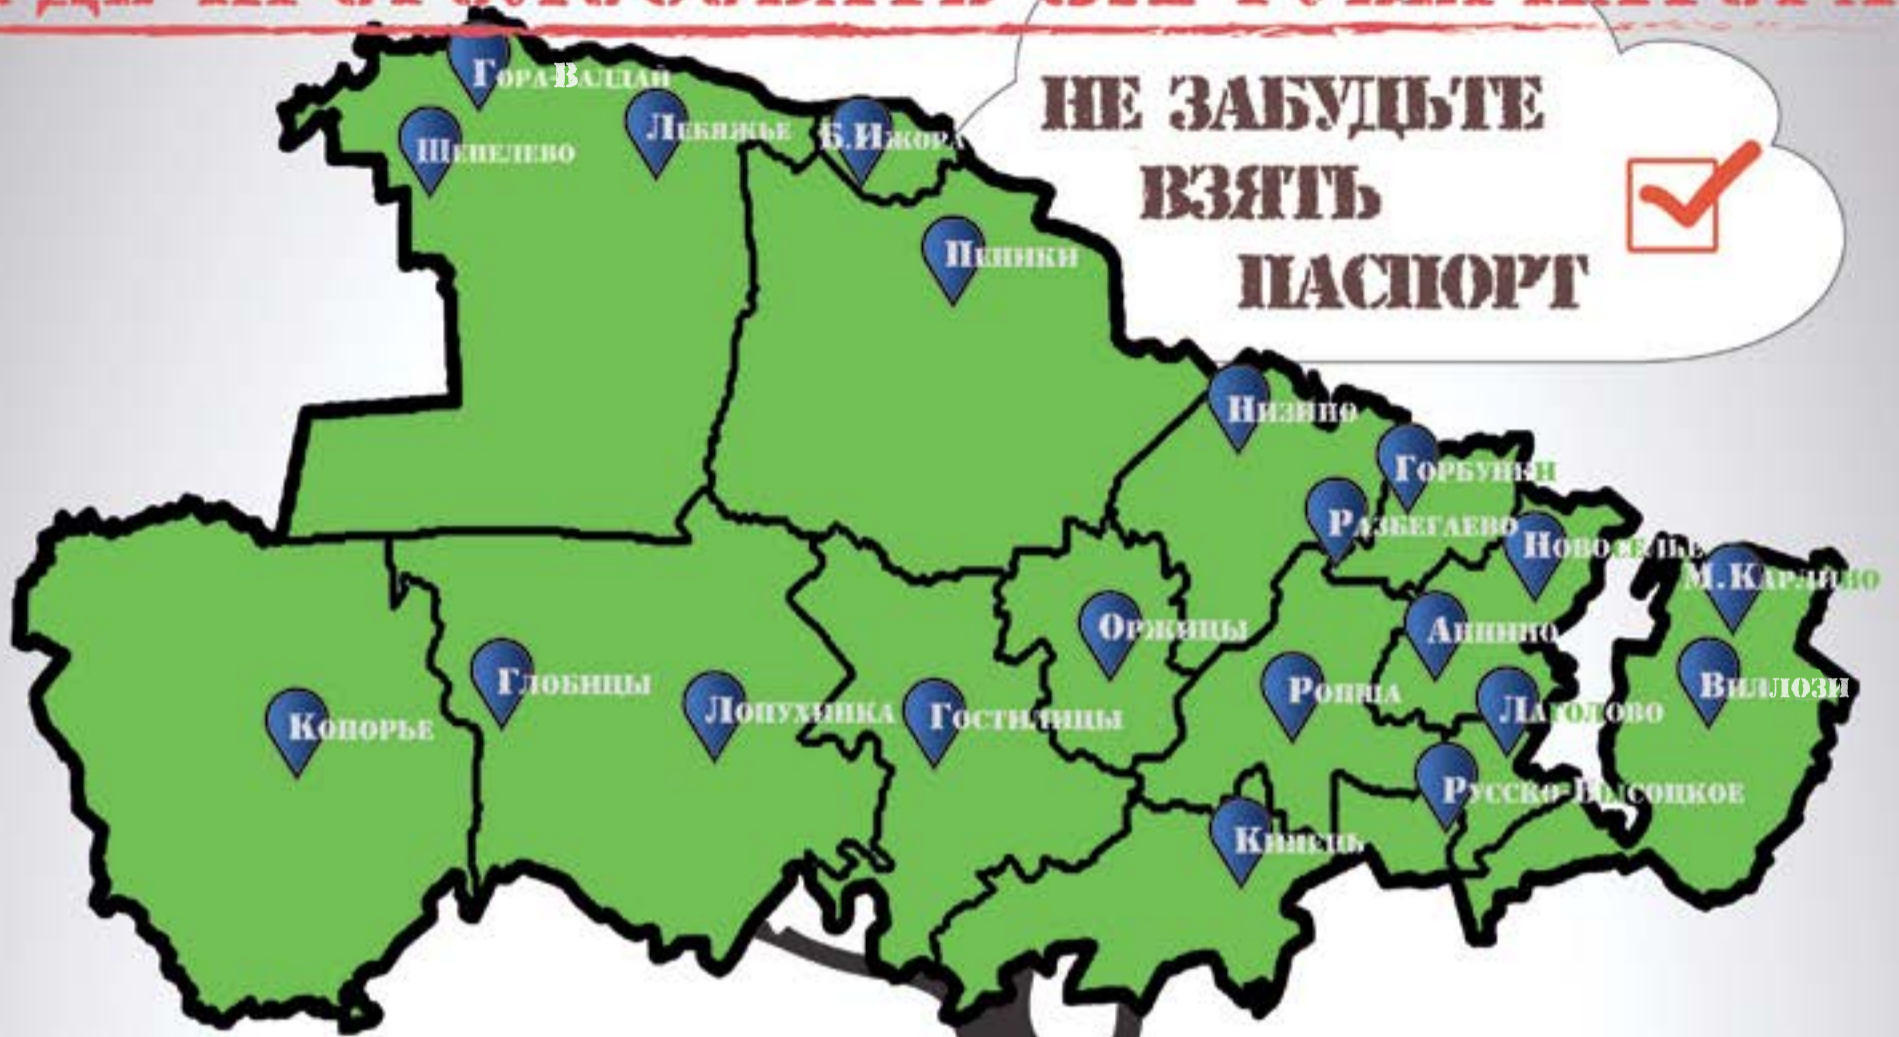 НЕ ЗАБУДЬТЕ
ВЗЯТЬ
ПАСПОРТ
Гора-Валдай
Шепелево
Лебяжье
Б.Ижора
Пеники
Низино
Горбунки
Разбегаево
Новоселье
М.Карлино
Оржицы
Аннино
Глобицы
Ропша
Виллози
Копорье
Лопухинка
Гостилицы
Лаголово
Русско-Высоцкое
Кипень